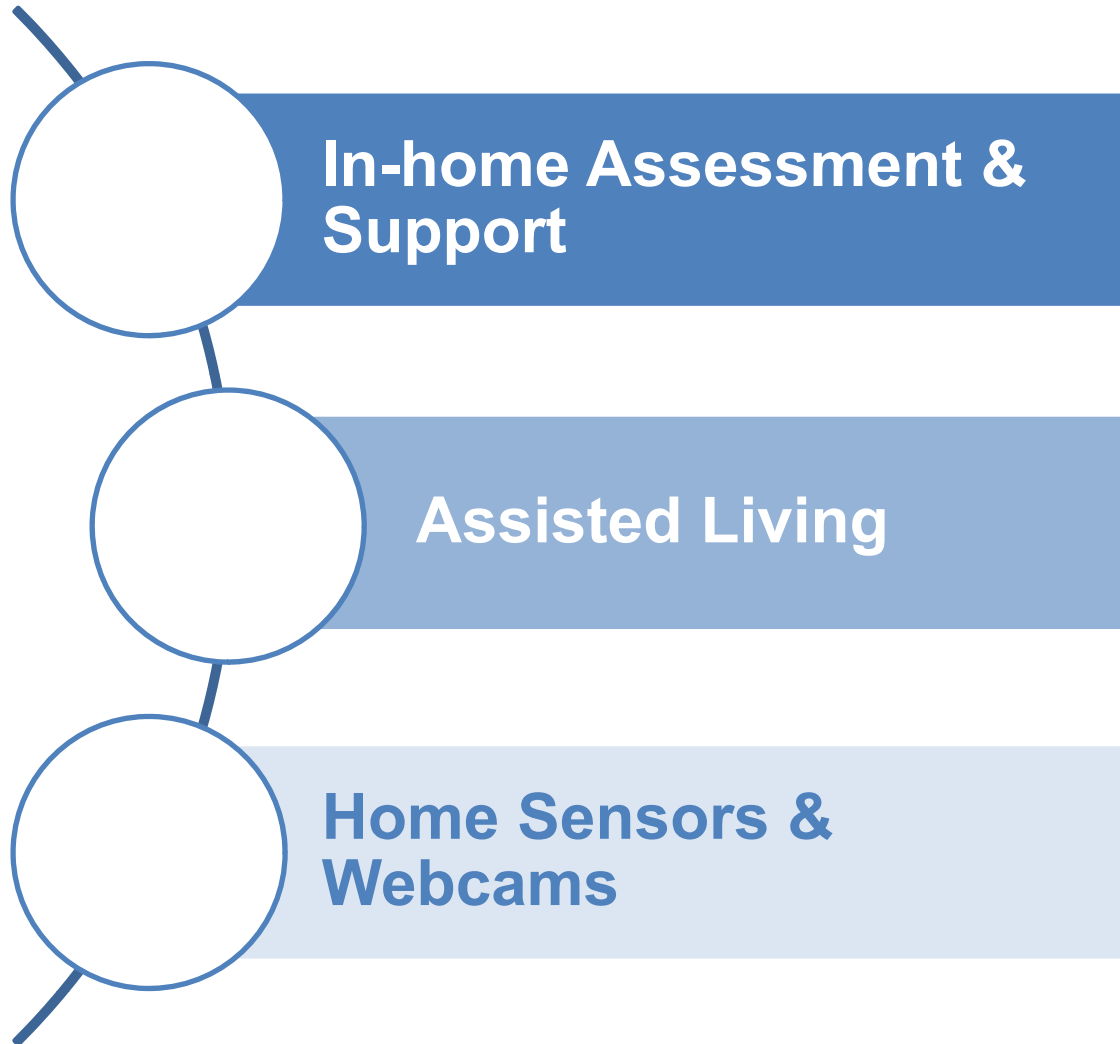 In-home Assessment &
Support
Assisted Living
Home Sensors &
Webcams